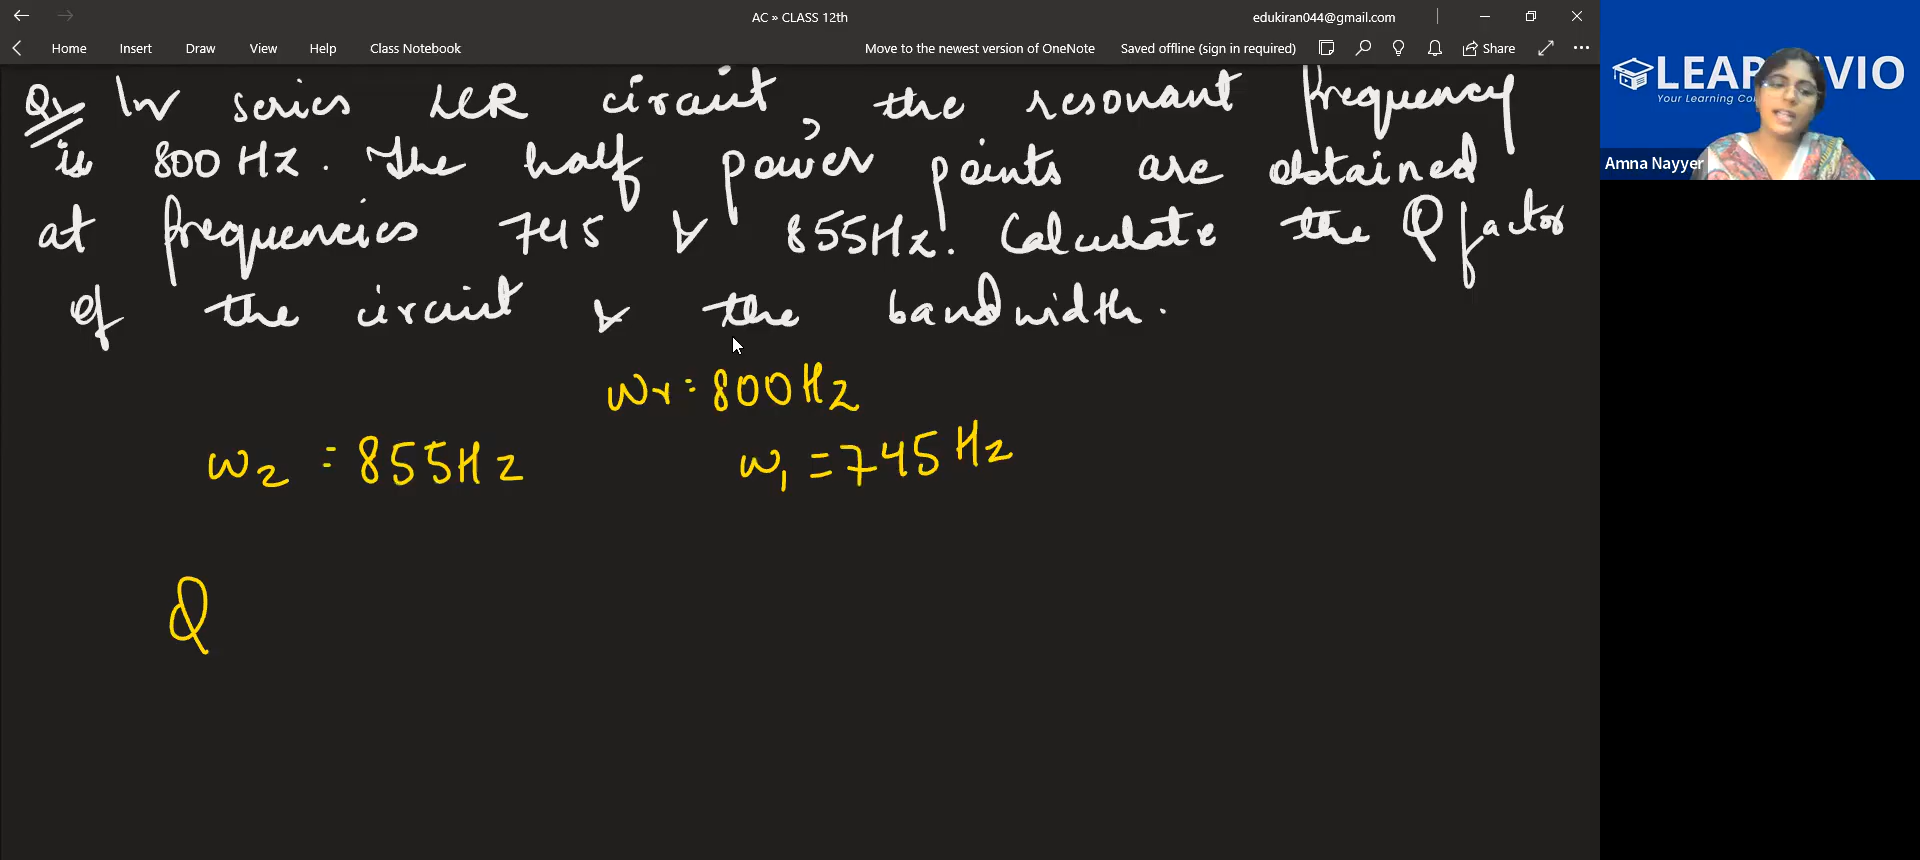 AC » CLASS 12th
edukiran044@gmail.com
Home Insert Draw View Help Class Notebook
Move to the newest version of OneNote Saved offline (sign in required) Share
Q. In series LCR circuit, the resonant frequency
is 800 Hz. The half power points are obtained
at frequencies 745 & 855Hz. Calculate the Q factor
of the circuit & the bandwidth.
ωr = 800 Hz
ω2 = 855Hz ω1 = 745 Hz
Q
Your Learning
VIO
Amna Nayyer